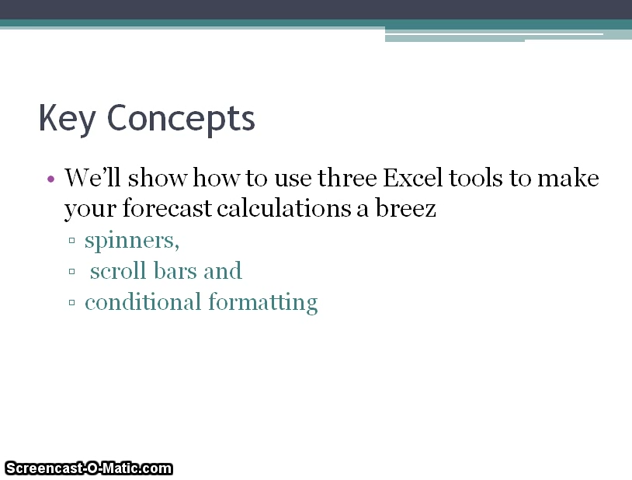 Key Concepts
• We'll show how to use three Excel tools to make
your forecast calculations a breez
▫ spinners,
▫ scroll bars and
▫ conditional formatting
Screencast-O-Matic.com